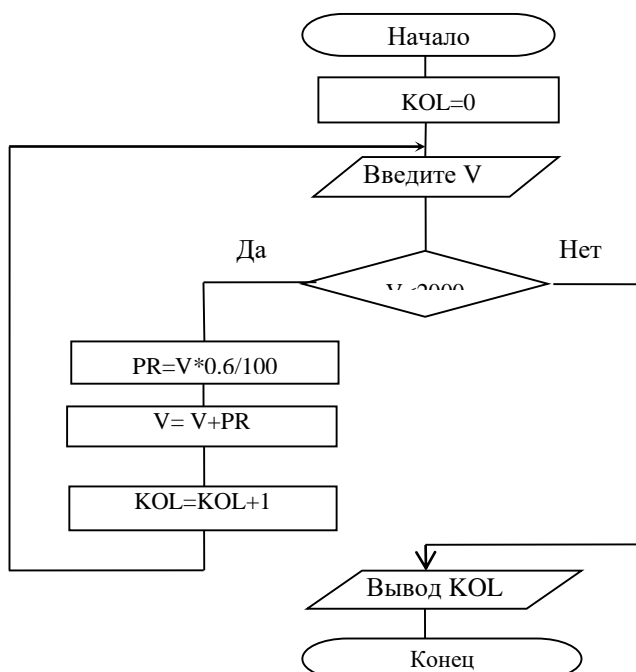 Начало
KOL=0
Введите V
Да
Нет
PR=V*0.6/100
V= V+PR
KOL=KOL+1
Вывод KOL
Конец